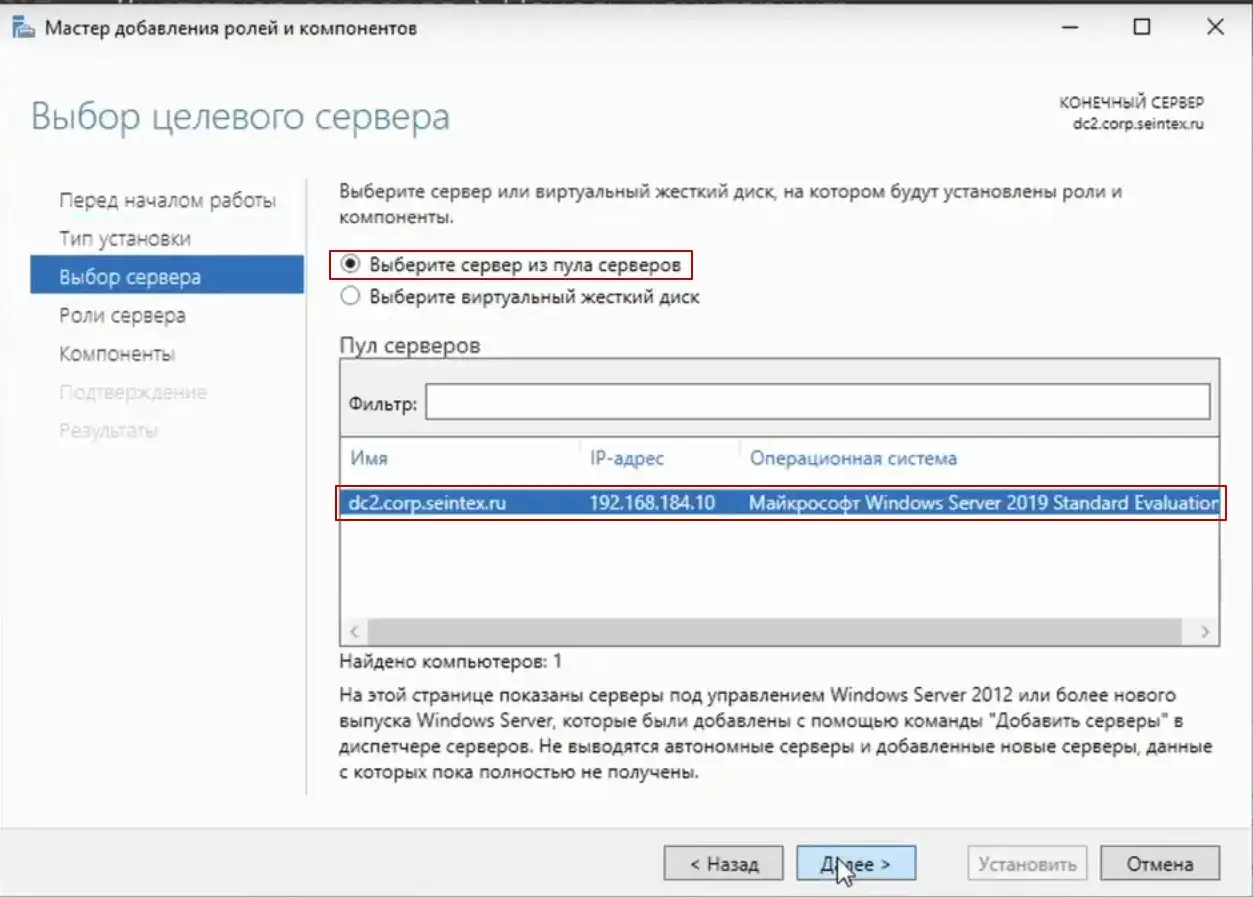 Мастер добавления ролей и компонентов
Выбор целевого сервера
КОНЕЧНЫЙ СЕРВЕР
dc2.corp.seintex.ru
Перед началом работы
Тип установки
Выбор сервера
Роли сервера
Компоненты
Подтверждение
Результаты
Выберите сервер или виртуальный жесткий диск, на котором будут установлены роли и
компоненты.
Выберите сервер из пула серверов
Выберите виртуальный жесткий диск
Пул серверов
Фильтр:
Имя IP-адрес Операционная система
dc2.corp.seintex.ru 192.168.184.10 Майкрософт Windows Server 2019 Standard Evaluation
Найдено компьютеров: 1
На этой странице показаны серверы под управлением Windows Server 2012 или более нового
выпуска Windows Server, которые были добавлены с помощью команды "Добавить серверы" в
диспетчере серверов. Не выводятся автономные серверы и добавленные новые серверы, данные
с которых пока полностью не получены.
< Назад Далее > Установить Отмена